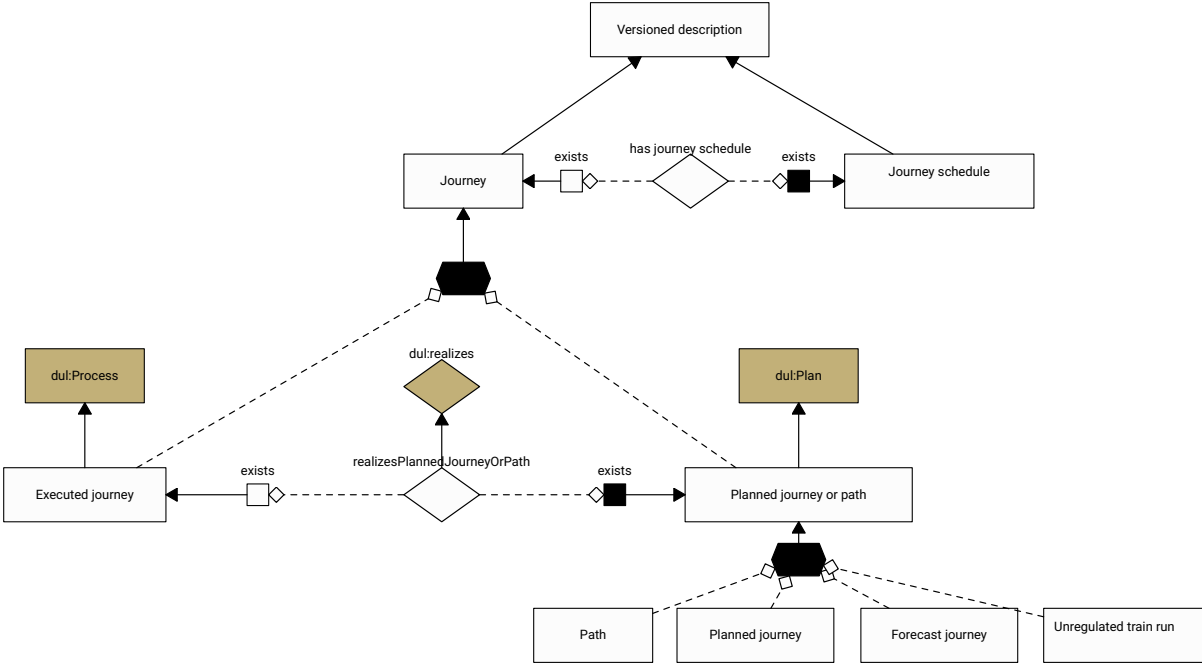 Versioned description
has journey schedule
exists
exists
Journey
Journey schedule
dul:realizes
dul:Process
dul:Plan
realizesPlannedJourneyOrPath
exists
exists
Executed journey
Planned journey or path
Path
Planned journey
Forecast journey
Unregulated train run